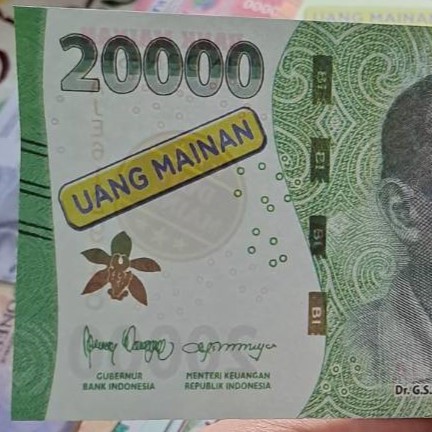 UANG MAINAN
20000
UANG MAINAN
BI
BI
BI
BI
GUBERNUR
BANK INDONESIA
MENTERI KEUANGAN
REPUBLIK INDONESIA
Dr. G.S.